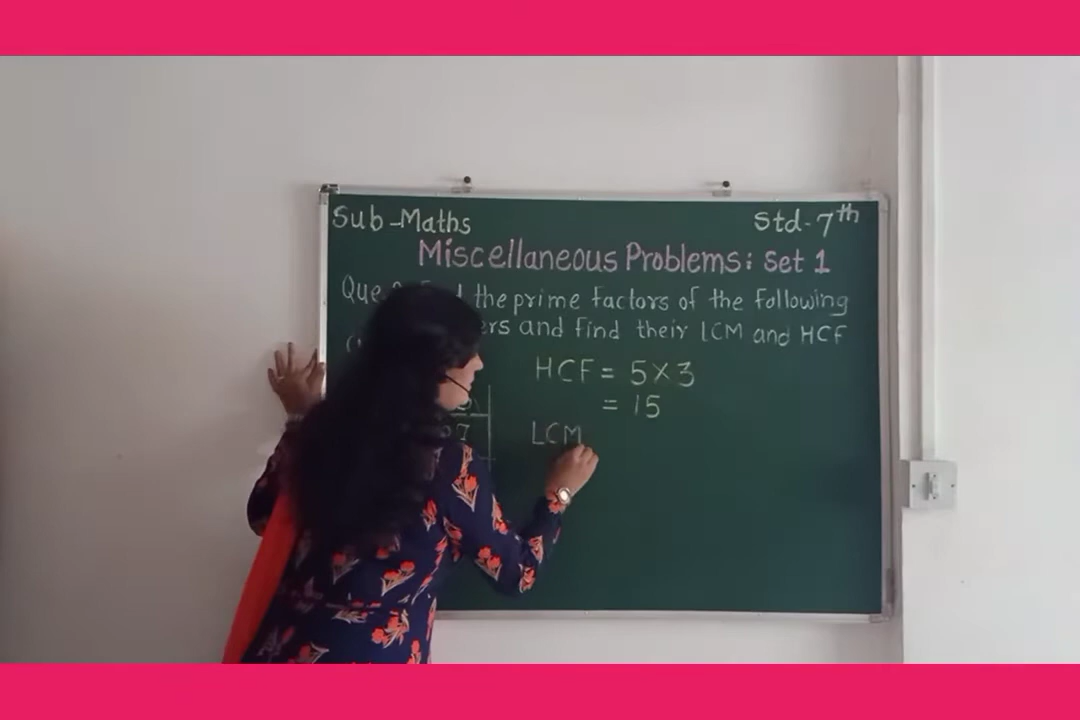 Sub-Maths
Std-7th
Miscellaneous Problems: Set 1
Que the prime factors of the following
and find their LCM and HCF
HCF = 5 × 3
= 15
LCM